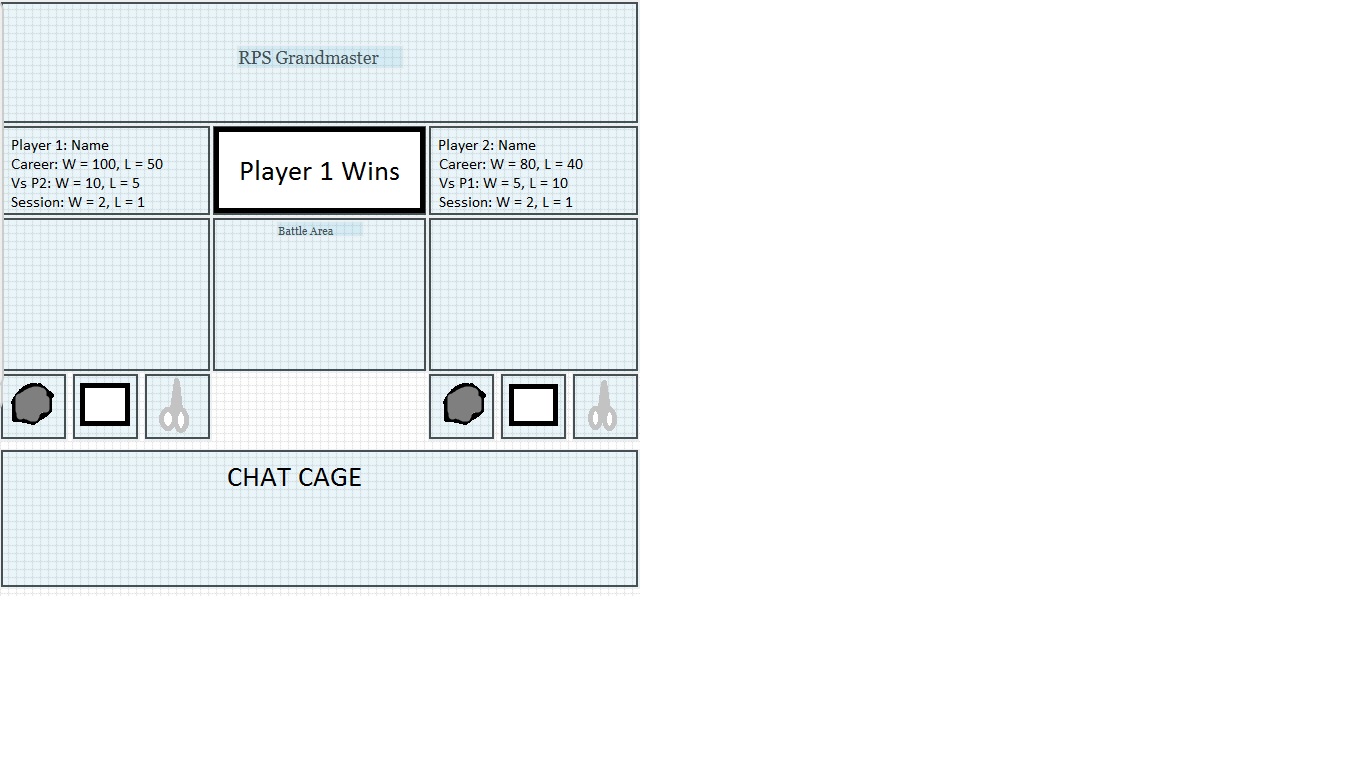 RPS Grandmaster
Player 1: Name
Career: W = 100, L = 50
Vs P2: W = 10, L = 5
Session: W = 2, L = 1
Player 1 Wins
Player 2: Name
Career: W = 80, L = 40
Vs P1: W = 5, L = 10
Session: W = 2, L = 1
Battle Area
CHAT CAGE